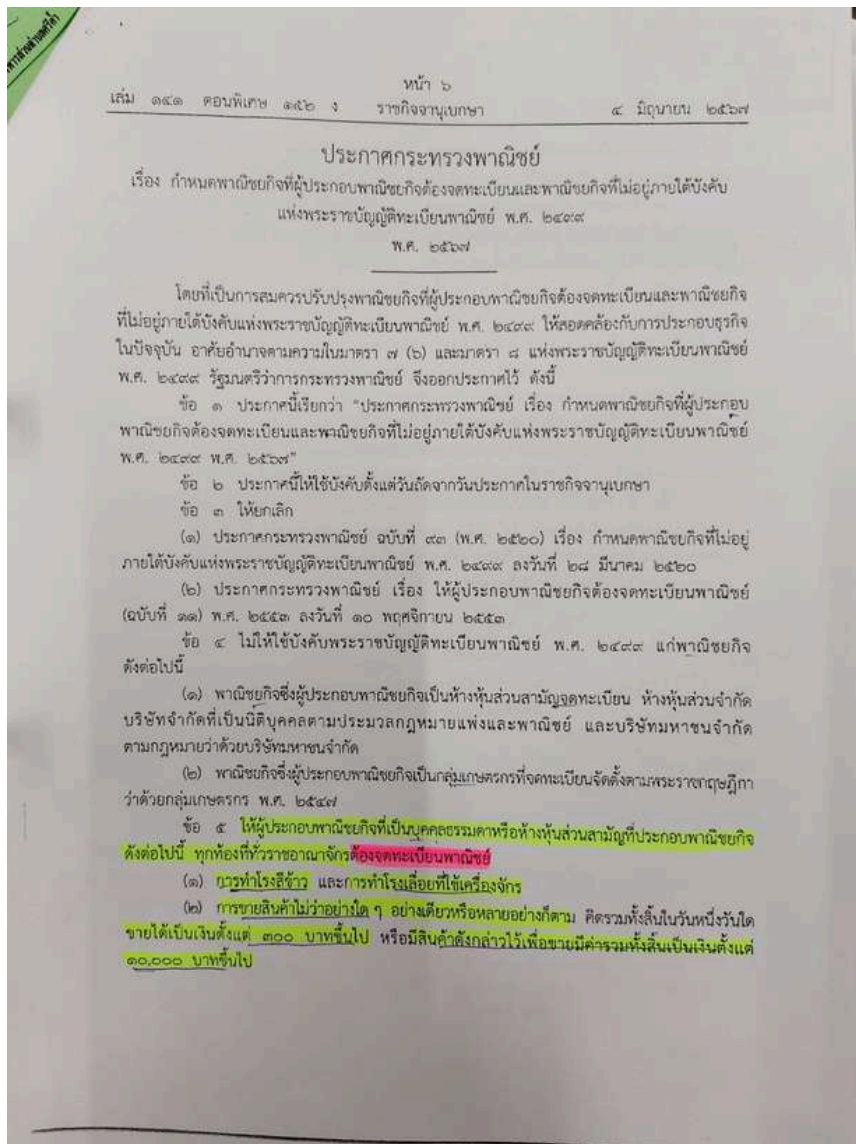 หน้า ๖
เล่ม ๑๔๑ ตอนพิเศษ ๑๕๒ ง ราชกิจจานุเบกษา ๔ มิถุนายน ๒๕๖๗
ประกาศกระทรวงพาณิชย์
เรื่อง กำหนดพาณิชยกิจที่ผู้ประกอบพาณิชยกิจต้องจดทะเบียนและพาณิชยกิจที่ไม่อยู่ภายใต้บังคับ
แห่งพระราชบัญญัติทะเบียนพาณิชย์ พ.ศ. ๒๔๙๙
พ.ศ. ๒๕๖๗
โดยที่เป็นการสมควรปรับปรุงพาณิชยกิจที่ผู้ประกอบพาณิชยกิจต้องจดทะเบียนและพาณิชยกิจ
ที่ไม่อยู่ภายใต้บังคับแห่งพระราชบัญญัติทะเบียนพาณิชย์ พ.ศ. ๒๔๙๙ ให้สอดคล้องกับการประกอบธุรกิจ
ในปัจจุบัน อาศัยอำนาจตามความในมาตรา ๗ (๖) และมาตรา ๘ แห่งพระราชบัญญัติทะเบียนพาณิชย์
พ.ศ. ๒๔๙๙ รัฐมนตรีว่าการกระทรวงพาณิชย์ จึงออกประกาศไว้ ดังนี้
ข้อ ๑ ประกาศนี้เรียกว่า “ประกาศกระทรวงพาณิชย์ เรื่อง กำหนดพาณิชยกิจที่ผู้ประกอบ
พาณิชยกิจต้องจดทะเบียนและพาณิชยกิจที่ไม่อยู่ภายใต้บังคับแห่งพระราชบัญญัติทะเบียนพาณิชย์
พ.ศ. ๒๔๙๙ พ.ศ. ๒๕๖๗”
ข้อ ๒ ประกาศนี้ให้ใช้บังคับตั้งแต่วันถัดจากวันประกาศในราชกิจจานุเบกษา
ข้อ ๓ ให้ยกเลิก
(๑) ประกาศกระทรวงพาณิชย์ ฉบับที่ ๙๓ (พ.ศ. ๒๕๒๐) เรื่อง กำหนดพาณิชยกิจที่ไม่อยู่
ภายใต้บังคับแห่งพระราชบัญญัติทะเบียนพาณิชย์ พ.ศ. ๒๔๙๙ ลงวันที่ ๒๘ มีนาคม ๒๕๒๐
(๒) ประกาศกระทรวงพาณิชย์ เรื่อง ให้ผู้ประกอบพาณิชยกิจต้องจดทะเบียนพาณิชย์
(ฉบับที่ ๑๑) พ.ศ. ๒๕๕๓ ลงวันที่ ๑๐ พฤศจิกายน ๒๕๕๓
ข้อ ๔ ไม่ให้ใช้บังคับพระราชบัญญัติทะเบียนพาณิชย์ พ.ศ. ๒๔๙๙ แก่พาณิชยกิจ
ดังต่อไปนี้
(๑) พาณิชยกิจซึ่งผู้ประกอบพาณิชยกิจเป็นห้างหุ้นส่วนสามัญจดทะเบียน ห้างหุ้นส่วนจำกัด
บริษัทจำกัดที่เป็นนิติบุคคลตามประมวลกฎหมายแพ่งและพาณิชย์ และบริษัทมหาชนจำกัด
ตามกฎหมายว่าด้วยบริษัทมหาชนจำกัด
(๒) พาณิชยกิจซึ่งผู้ประกอบพาณิชยกิจเป็นกลุ่มเกษตรกรที่จดทะเบียนจัดตั้งตามพระราชกฤษฎีกา
ว่าด้วยกลุ่มเกษตรกร พ.ศ. ๒๕๔๗
ข้อ ๕ ให้ผู้ประกอบพาณิชยกิจที่เป็นบุคคลธรรมดาหรือห้างหุ้นส่วนสามัญที่ประกอบพาณิชยกิจ
ดังต่อไปนี้ ทุกท้องที่ทั่วราชอาณาจักรต้องจดทะเบียนพาณิชย์
(๑) การทำโรงสีข้าว และการทำโรงเลื่อยที่ใช้เครื่องจักร
(๒) การขายสินค้าไม่ว่าอย่างใด ๆ อย่างเดียวหรือหลายอย่างก็ตาม คิดรวมทั้งสิ้นในวันหนึ่งวันใด
ขายได้เป็นเงินตั้งแต่ ๓๐๐ บาทขึ้นไป หรือมีสินค้าดังกล่าวไว้เพื่อขายมีค่ารวมทั้งสิ้นเป็นเงินตั้งแต่
๑๐,๐๐๐ บาทขึ้นไป